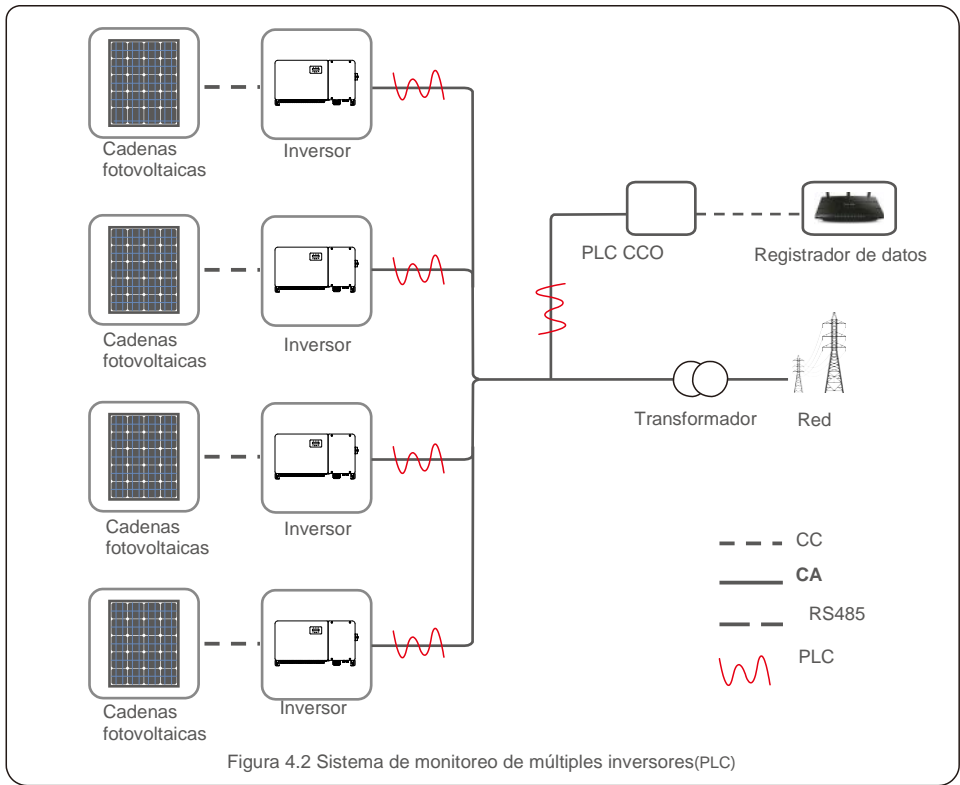 Cadenas
fotovoltaicas
Inversor
Cadenas
fotovoltaicas
Inversor
Cadenas
fotovoltaicas
Inversor
Cadenas
fotovoltaicas
Inversor
PLC CCO
Registrador de datos
Transformador
Red
CC
CA
RS485
PLC
Figura 4.2 Sistema de monitoreo de múltiples inversores(PLC)